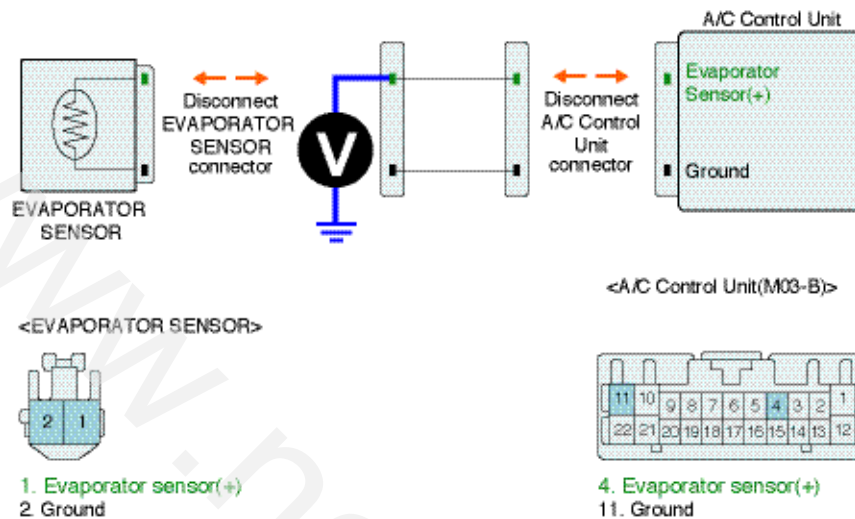 A/C Control Unit
Evaporator
Sensor(+)
Ground
Disconnect
EVAPORATOR
SENSOR
connector
V
Disconnect
A/C Control
Unit
connector
EVAPORATOR
SENSOR
<A/C Control Unit(M03-B)>
<EVAPORATOR SENSOR>
2 1
11 10 9 8 7 6 5 4 3 2 1
22 21 20 19 18 17 16 15 14 13 12
1. Evaporator sensor(+)
2. Ground
4. Evaporator sensor(+)
11. Ground